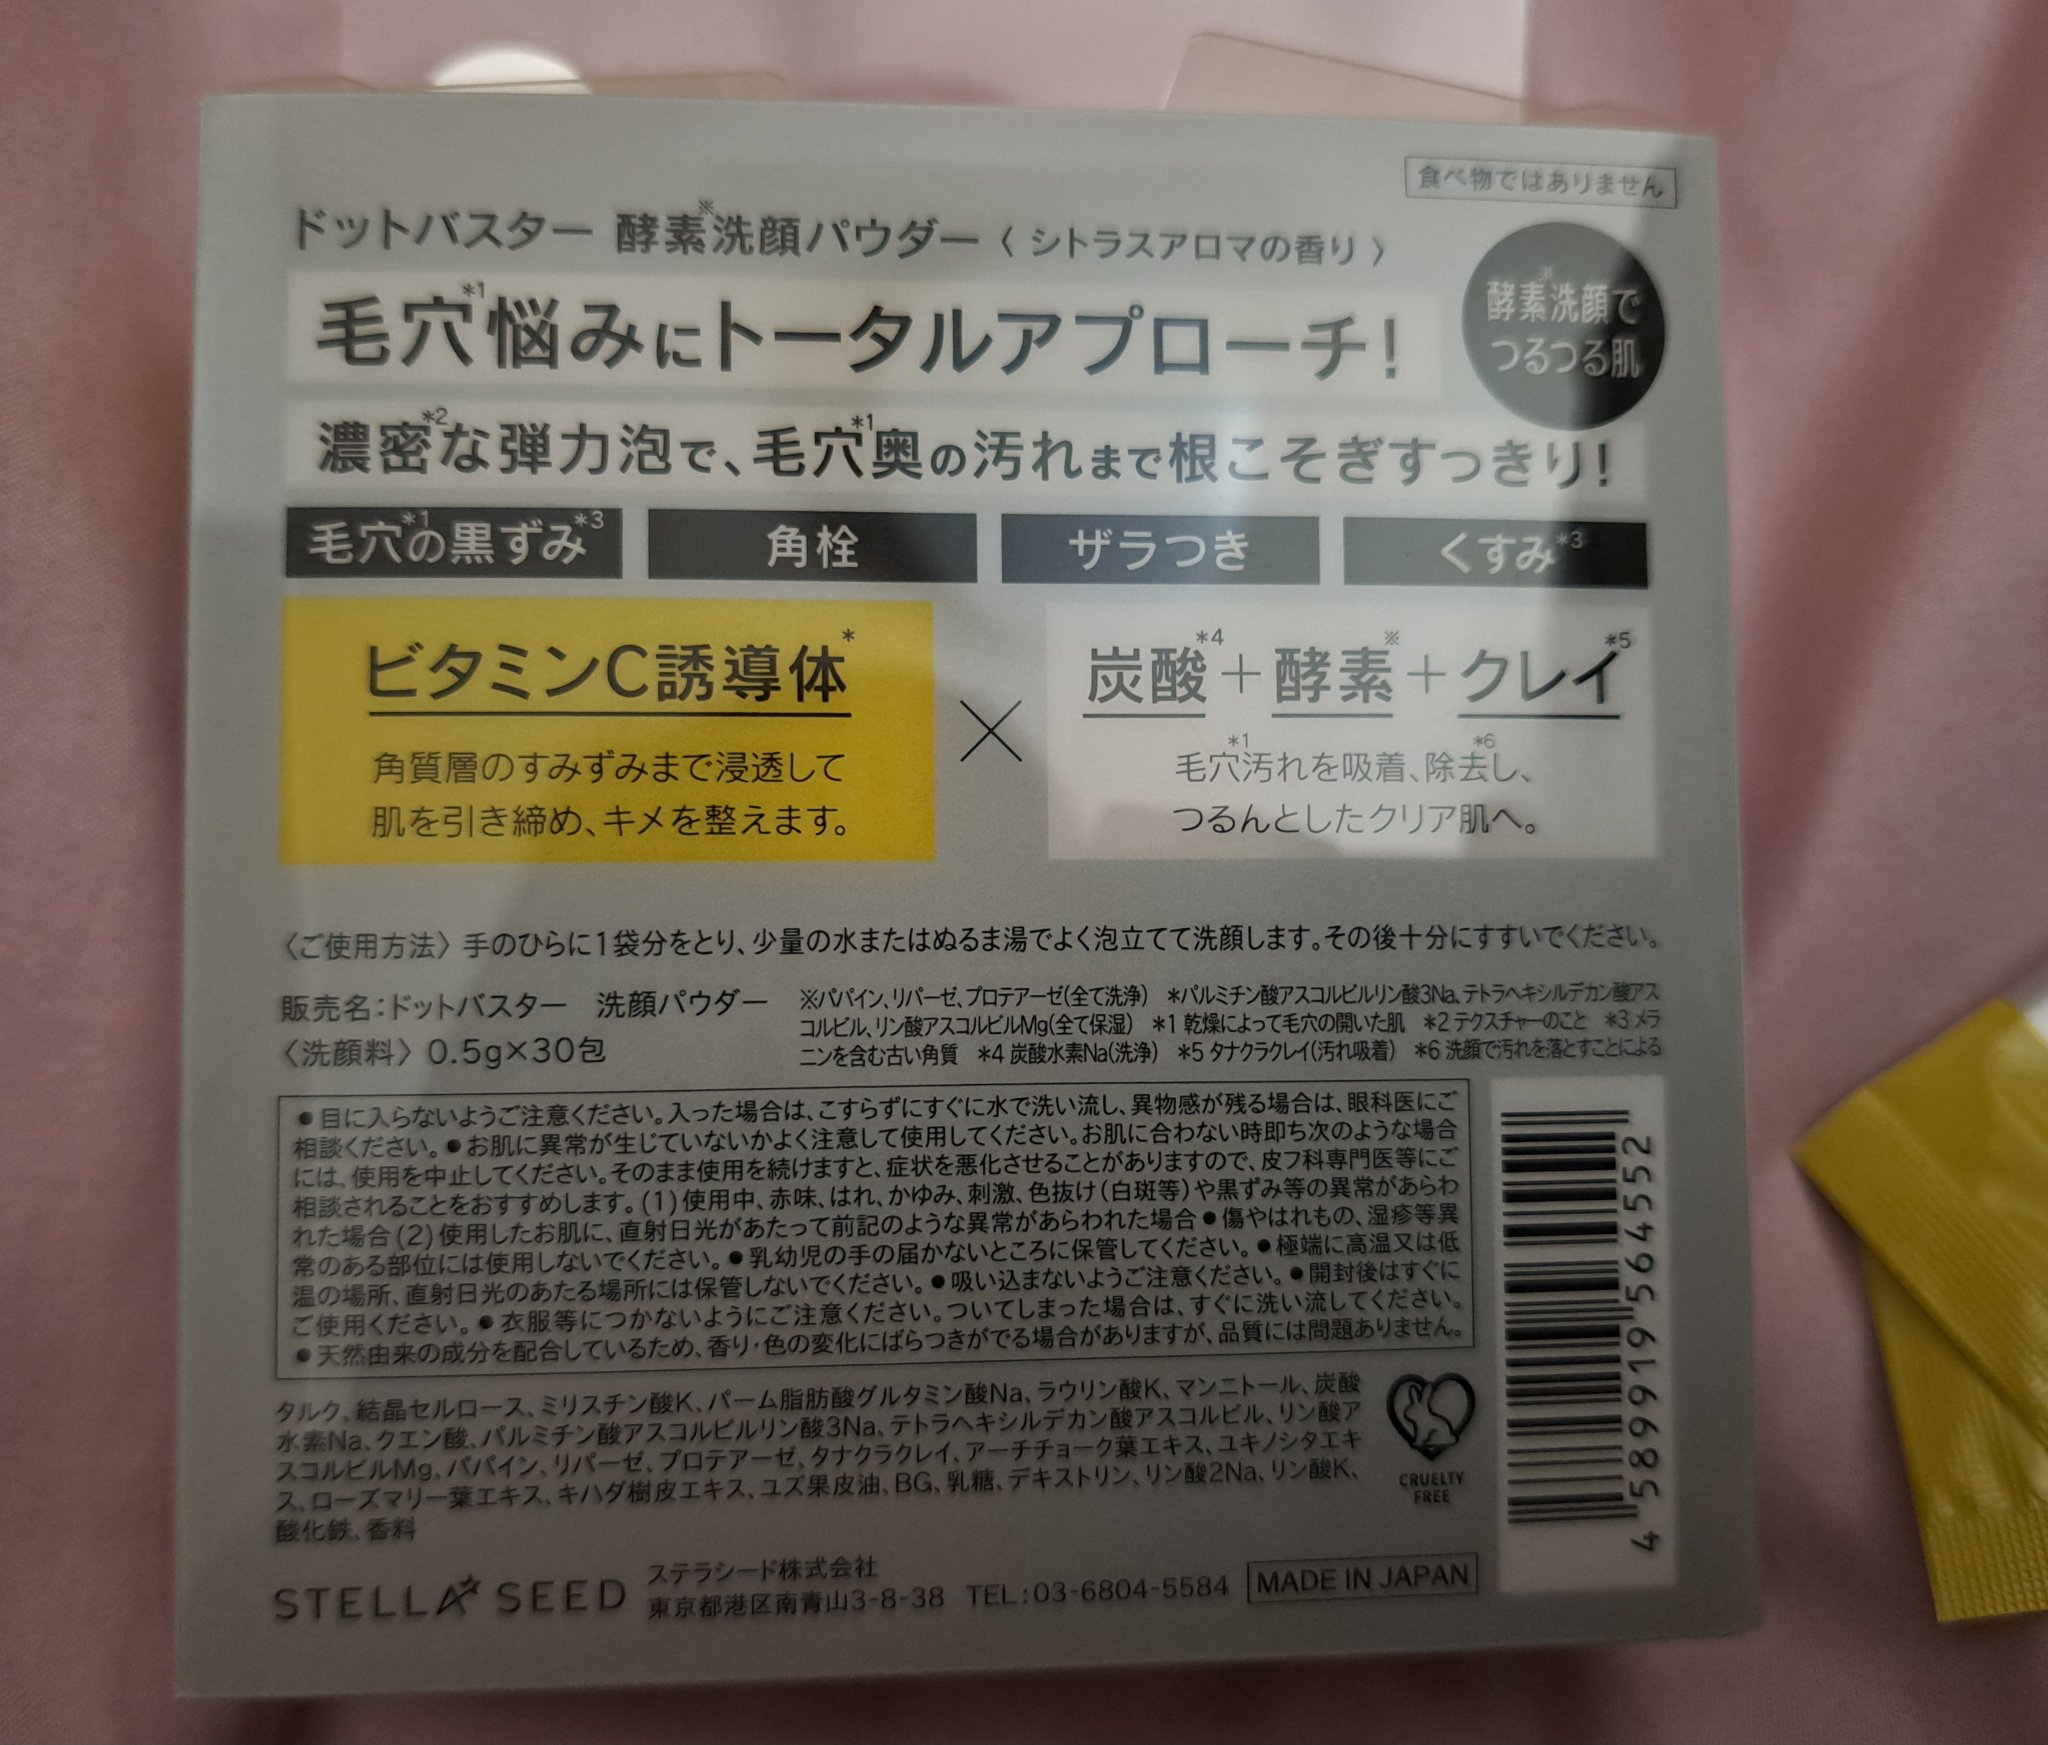 食べ物ではありません
ドットバスター 酵素※洗顔パウダー〈シトラスアロマの香り〉
酵素※洗顔で
つるつる肌
毛穴*1悩みにトータルアプローチ!
濃密*2な弾力泡で、毛穴*1奥の汚れまで根こそぎすっきり!
毛穴*1の黒ずみ*3 角栓 ザラつき くすみ*3
ビタミンC誘導体*
角質層のすみずみまで浸透して
肌を引き締め、キメを整えます。
×
炭酸*4+酵素※+クレイ*5
毛穴*1汚れを吸着、除去*6し、
つるんとしたクリア肌へ。
〈ご使用方法〉手のひらに1袋分をとり、少量の水またはぬるま湯でよく泡立てて洗顔します。その後十分にすすいでください。
販売名:ドットバスター 洗顔パウダー
〈洗顔料〉0.5g×30包
※パパイン、リパーゼ、プロテアーゼ(全て洗浄) *パルミチン酸アスコルビルリン酸3Na、テトラヘキシルデカン酸アス
コルビル、リン酸アスコルビルMg(全て保湿) *1 乾燥によって毛穴の開いた肌 *2 テクスチャーのこと *3 メラ
ニンを含む古い角質 *4 炭酸水素Na(洗浄) *5 タナクラクレイ(汚れ吸着) *6 洗顔で汚れを落とすことによる
●目に入らないようご注意ください。入った場合は、こすらずにすぐに水で洗い流し、異物感が残る場合は、眼科医にご
相談ください。●お肌に異常が生じていないかよく注意して使用してください。お肌に合わない時即ち次のような場合
には、使用を中止してください。そのまま使用を続けますと、症状を悪化させることがありますので、皮フ科専門医等にご
相談されることをおすすめします。(1)使用中、赤味、はれ、かゆみ、刺激、色抜け(白斑等)や黒ずみ等の異常があらわ
れた場合(2)使用したお肌に、直射日光があたって前記のような異常があらわれた場合●傷やはれもの、湿疹等異
常のある部位には使用しないでください。●乳幼児の手の届かないところに保管してください。●極端に高温又は低
温の場所、直射日光のあたる場所には保管しないでください。●吸い込まないようご注意ください。●開封後はすぐに
ご使用ください。●衣服等につかないようにご注意ください。ついてしまった場合は、すぐに洗い流してください。
●天然由来の成分を配合しているため、香り・色の変化にばらつきがでる場合がありますが、品質には問題ありません。
タルク、結晶セルロース、ミリスチン酸K、パーム脂肪酸グルタミン酸Na、ラウリン酸K、マンニトール、炭酸
水素Na、クエン酸、パルミチン酸アスコルビルリン酸3Na、テトラヘキシルデカン酸アスコルビル、リン酸ア
スコルビルMg、パパイン、リパーゼ、プロテアーゼ、タナクラクレイ、アーチチョーク葉エキス、ユキノシタエキ
ス、ローズマリー葉エキス、キハダ樹皮エキス、ユズ果皮油、BG、乳糖、デキストリン、リン酸2Na、リン酸K、
酸化鉄、香料
CRUELTY
FREE
4589919564552
STELLA SEED
ステラシード株式会社
東京都港区南青山3-8-38 TEL:03-6804-5584
MADE IN JAPAN